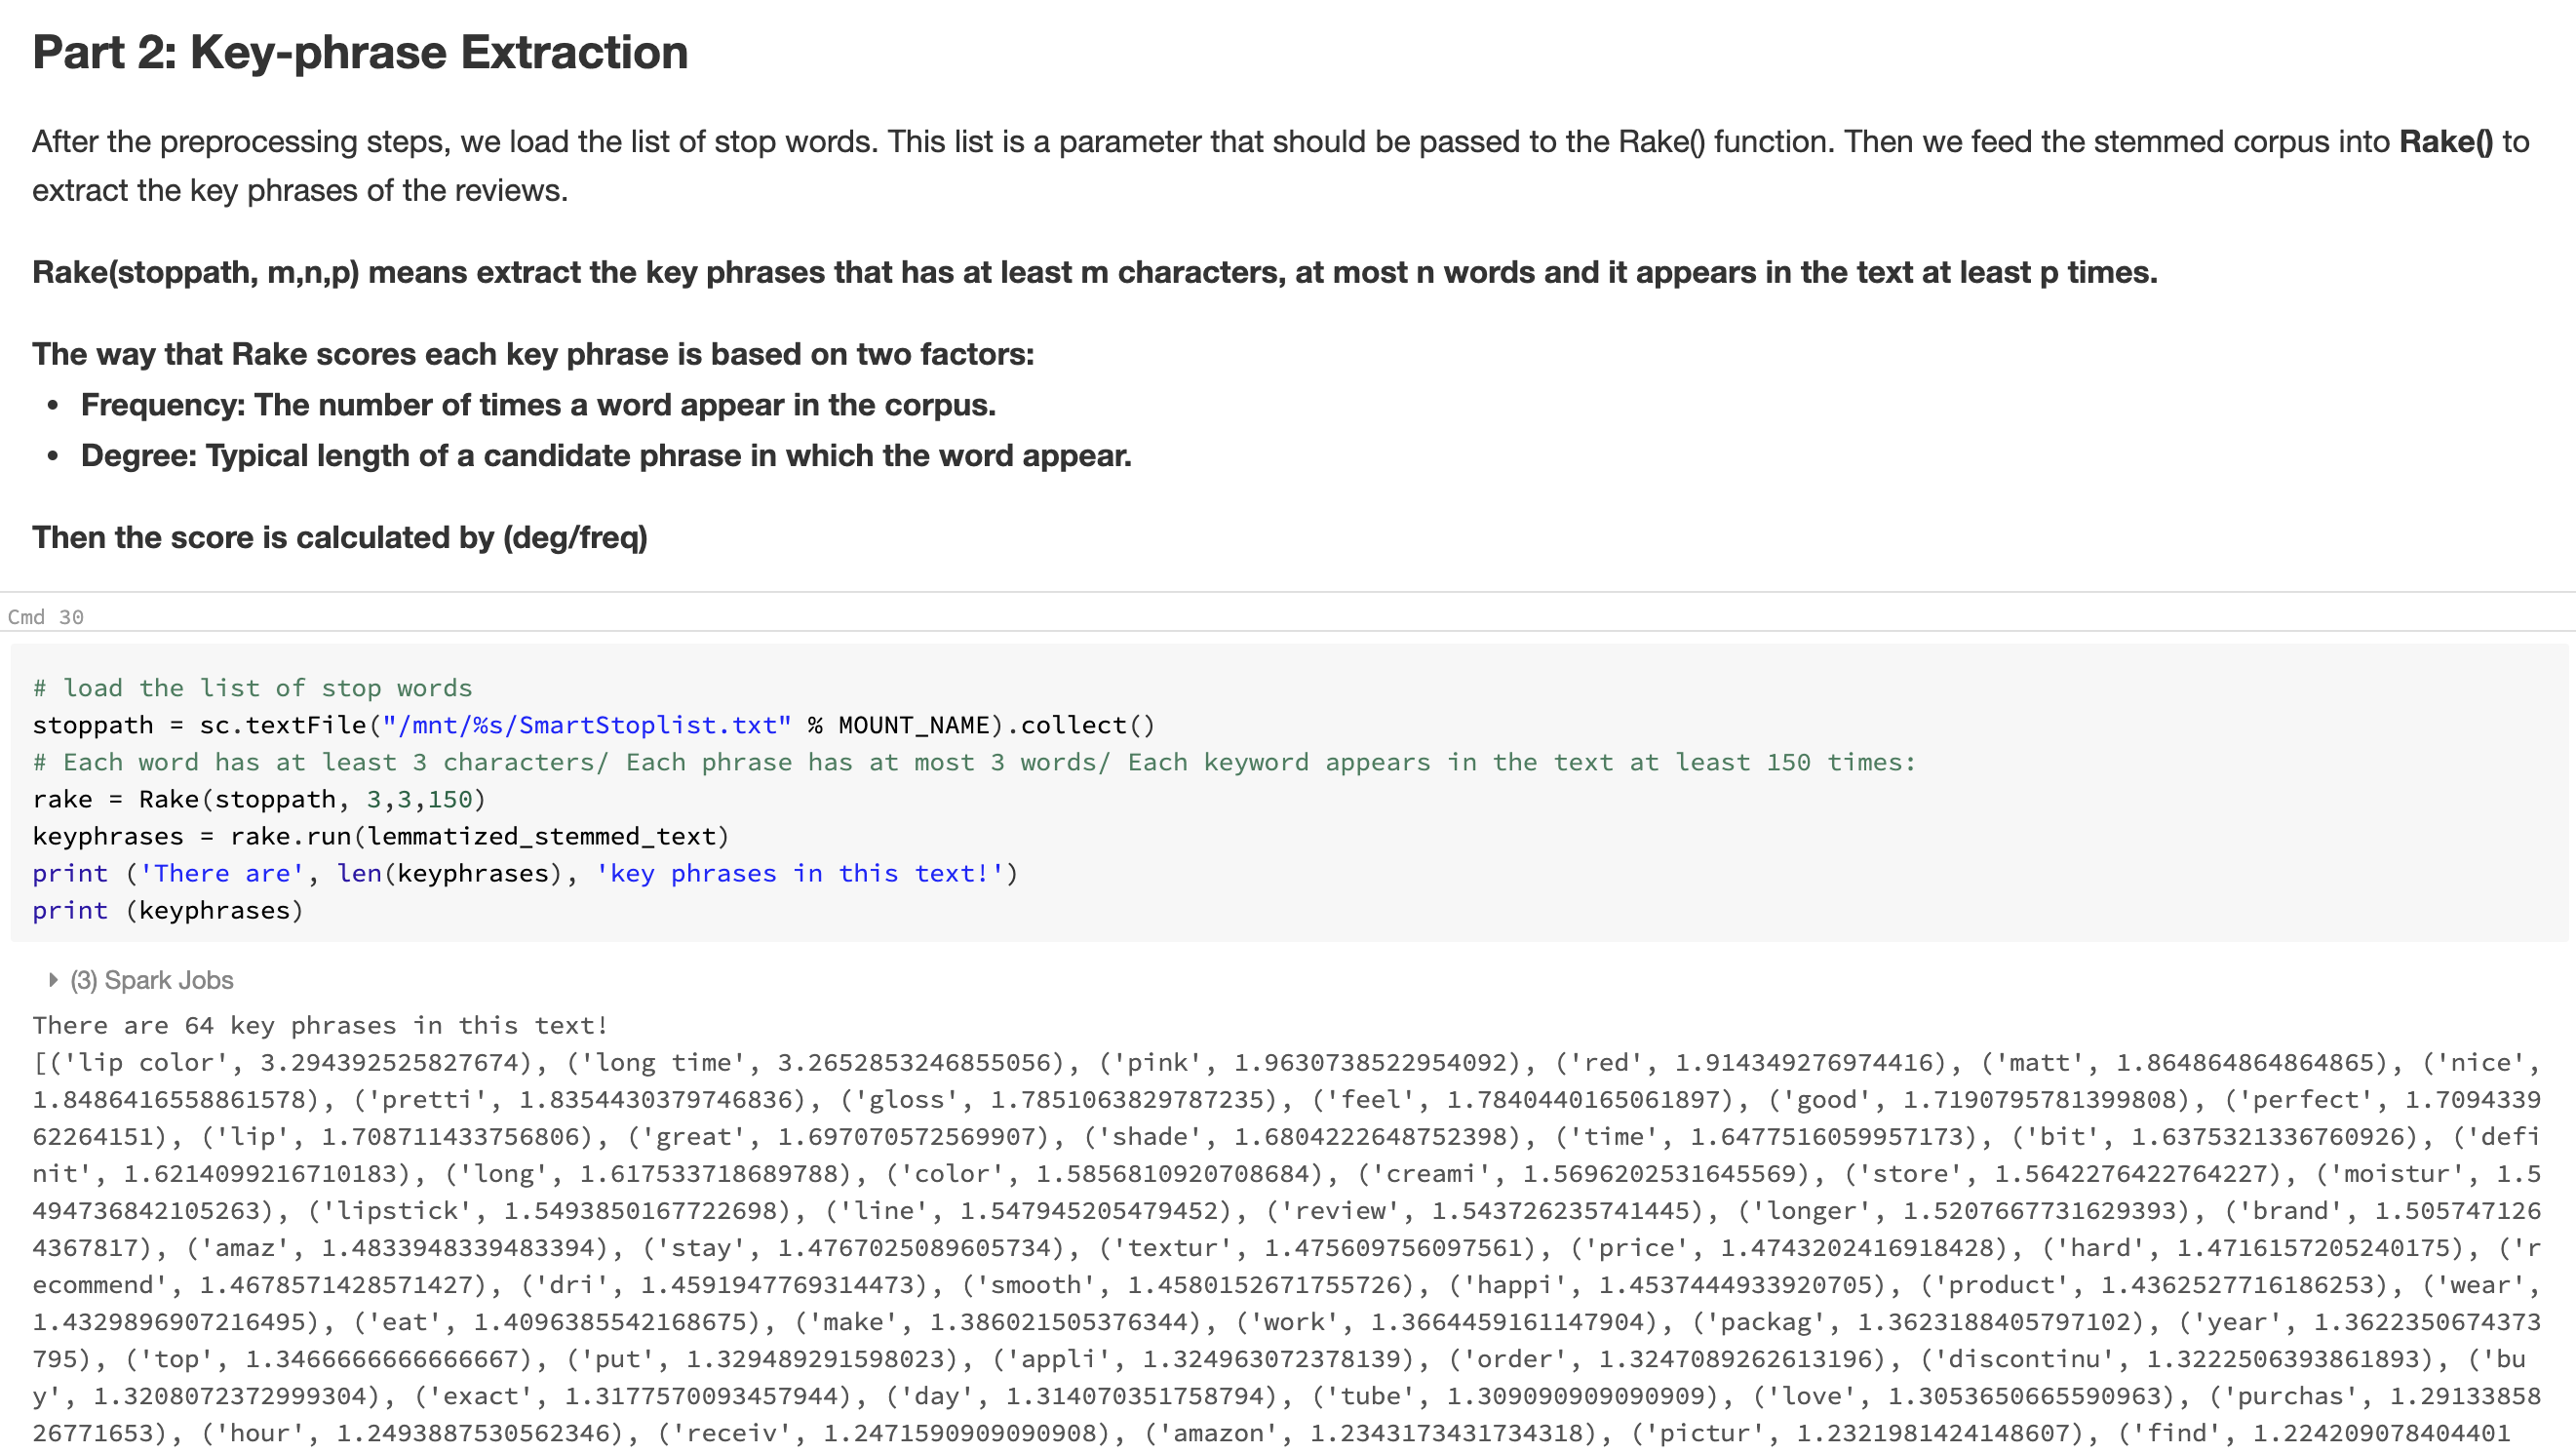 Part 2: Key-phrase Extraction
After the preprocessing steps, we load the list of stop words. This list is a parameter that should be passed to the Rake() function. Then we feed the stemmed corpus into Rake() to
extract the key phrases of the reviews.
Rake(stoppath, m,n,p) means extract the key phrases that has at least m characters, at most n words and it appears in the text at least p times.
The way that Rake scores each key phrase is based on two factors:
• Frequency: The number of times a word appear in the corpus.
• Degree: Typical length of a candidate phrase in which the word appear.
Then the score is calculated by (deg/freq)
Cmd 30
# load the list of stop words
stoppath = sc.textFile("/mnt/%s/SmartStoplist.txt" % MOUNT_NAME).collect()
# Each word has at least 3 characters/ Each phrase has at most 3 words/ Each keyword appears in the text at least 150 times:
rake = Rake(stoppath, 3,3,150)
keyphrases = rake.run(lemmatized_stemmed_text)
print ('There are', len(keyphrases), 'key phrases in this text!')
print (keyphrases)
(3) Spark Jobs
There are 64 key phrases in this text!
[('lip color', 3.294392525827674), ('long time', 3.2652853246855056), ('pink', 1.9630738522954092), ('red', 1.914349276974416), ('matt', 1.864864864864865), ('nice',
1.8486416558861578), ('pretti', 1.8354430379746836), ('gloss', 1.7851063829787235), ('feel', 1.7840440165061897), ('good', 1.7190795781399808), ('perfect', 1.7094339
62264151), ('lip', 1.708711433756806), ('great', 1.697070572569907), ('shade', 1.6804222648752398), ('time', 1.6477516059957173), ('bit', 1.6375321336760926), ('defi
nit', 1.6214099216710183), ('long', 1.617533718689788), ('color', 1.5856810920708684), ('creami', 1.5696202531645569), ('store', 1.5642276422764227), ('moistur', 1.5
494736842105263), ('lipstick', 1.5493850167722698), ('line', 1.547945205479452), ('review', 1.543726235741445), ('longer', 1.5207667731629393), ('brand', 1.505747126
4367817), ('amaz', 1.4833948339483394), ('stay', 1.4767025089605734), ('textur', 1.475609756097561), ('price', 1.4743202416918428), ('hard', 1.4716157205240175), ('r
ecommend', 1.4678571428571427), ('dri', 1.4591947769314473), ('smooth', 1.4580152671755726), ('happi', 1.4537444933920705), ('product', 1.4362527716186253), ('wear',
1.4329896907216495), ('eat', 1.4096385542168675), ('make', 1.386021505376344), ('work', 1.3664459161147904), ('packag', 1.3623188405797102), ('year', 1.3622350674373
795), ('top', 1.3466666666666667), ('put', 1.329489291598023), ('appli', 1.324963072378139), ('order', 1.3247089262613196), ('discontinu', 1.3222506393861893), ('bu
y', 1.3208072372999304), ('exact', 1.3177570093457944), ('day', 1.314070351758794), ('tube', 1.309090909090909), ('love', 1.3053650665590963), ('purchas', 1.29133858
26771653), ('hour', 1.2493887530562346), ('receiv', 1.2471590909090908), ('amazon', 1.2343173431734318), ('pictur', 1.2321981424148607), ('find', 1.224209078404401